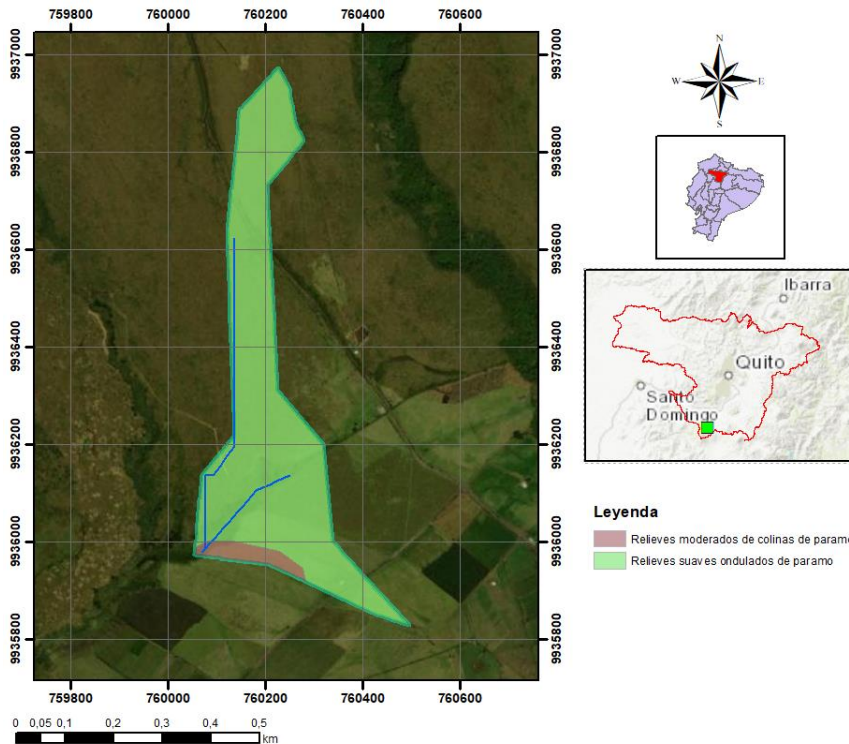 759800 760000 760200 760400 760600
9937000 9937000
9936800 9936800
9936600 9936600
9936400 9936400
9936200 9936200
9936000 9936000
9935800 9935800
759800 760000 760200 760400 760600
0 0,05 0,1 0,2 0,3 0,4 0,5
km
N
W E
S
Ibarra
Quito
Santo
Domingo
Leyenda
Relieves moderados de colinas de paramo
Relieves suaves ondulados de paramo